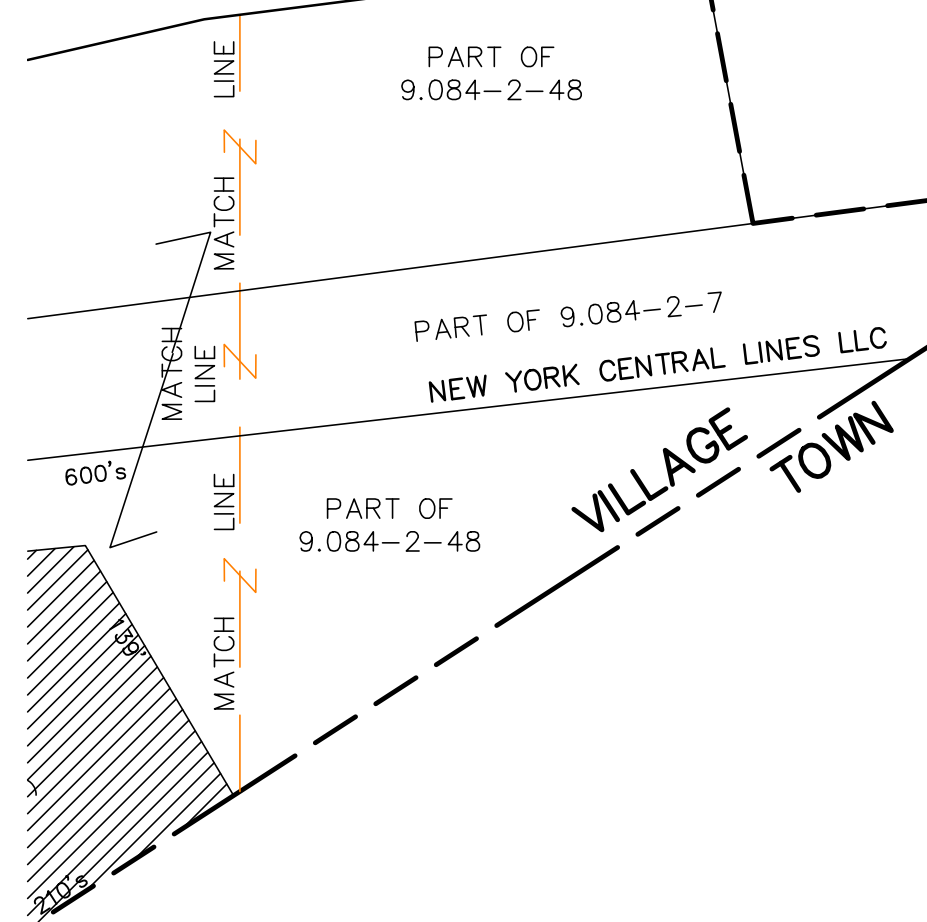 LINE
PART OF
9.084-2-48
MATCH
PART OF 9.084-2-7
MATCH
LINE
NEW YORK CENTRAL LINES LLC
VILLAGE
TOWN
600's
LINE
PART OF
9.084-2-48
139'
MATCH
210's